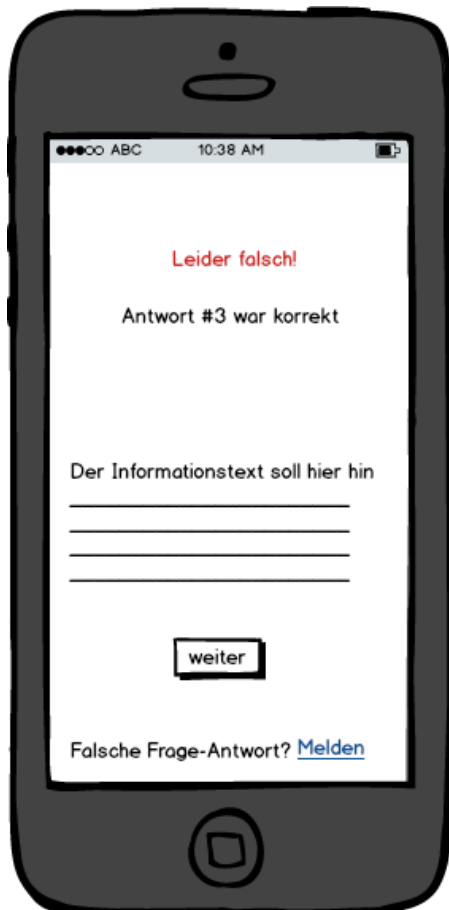 ABC 10:38 AM
Leider falsch!
Antwort #3 war korrekt
Der Informationstext soll hier hin
weiter
Falsche Frage-Antwort? Melden